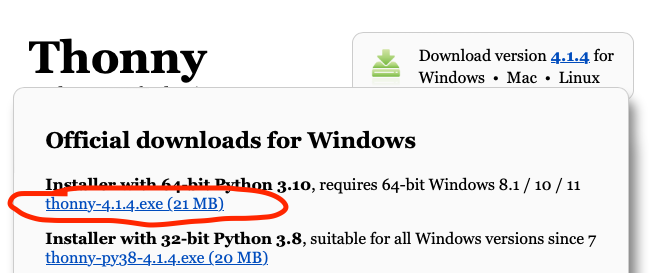 Thonny
Download version 4.1.4 for
Windows • Mac • Linux
Official downloads for Windows
Installer with 64-bit Python 3.10, requires 64-bit Windows 8.1 / 10 / 11
thonny-4.1.4.exe (21 MB)
Installer with 32-bit Python 3.8, suitable for all Windows versions since 7
thonny-py38-4.1.4.exe (20 MB)